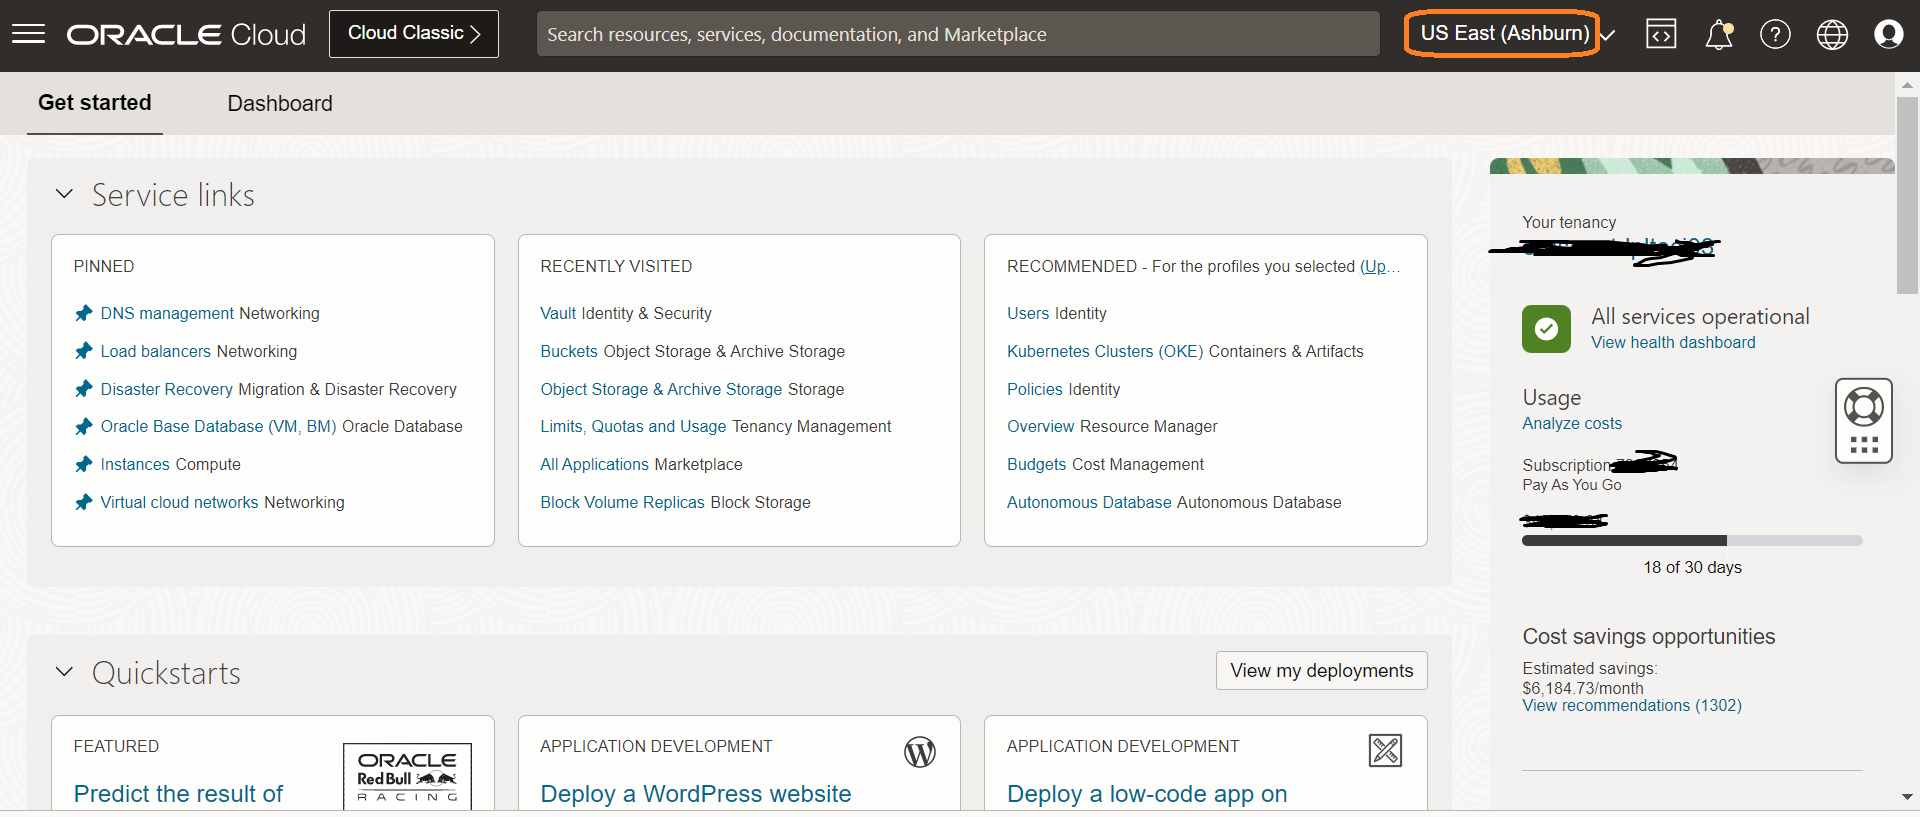 ORACLE Cloud
Cloud Classic
Search resources, services, documentation, and Marketplace
US East (Ashburn)
Get started
Dashboard
Service links
PINNED
DNS management Networking
Load balancers Networking
Disaster Recovery Migration & Disaster Recovery
Oracle Base Database (VM, BM) Oracle Database
Instances Compute
Virtual cloud networks Networking
RECENTLY VISITED
Vault Identity & Security
Buckets Object Storage & Archive Storage
Object Storage & Archive Storage Storage
Limits, Quotas and Usage Tenancy Management
All Applications Marketplace
Block Volume Replicas Block Storage
RECOMMENDED - For the profiles you selected (Up...
Users Identity
Kubernetes Clusters (OKE) Containers & Artifacts
Policies Identity
Overview Resource Manager
Budgets Cost Management
Autonomous Database Autonomous Database
Quickstarts
View my deployments
FEATURED
Predict the result of
ORACLE
Red Bull
RACING
APPLICATION DEVELOPMENT
Deploy a WordPress website
APPLICATION DEVELOPMENT
Deploy a low-code app on
Your tenancy
All services operational
View health dashboard
Usage
Analyze costs
Subscription
Pay As You Go
18 of 30 days
Cost savings opportunities
Estimated savings:
$6,184.73/month
View recommendations (1302)